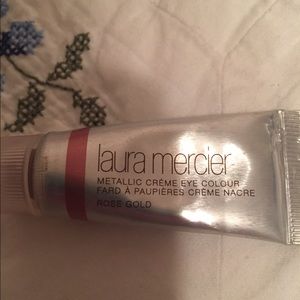 laura mercier
METALLIC CRÈME EYE COLOUR
FARD À PAUPIÈRES CRÈME NACRE
ROSE GOLD